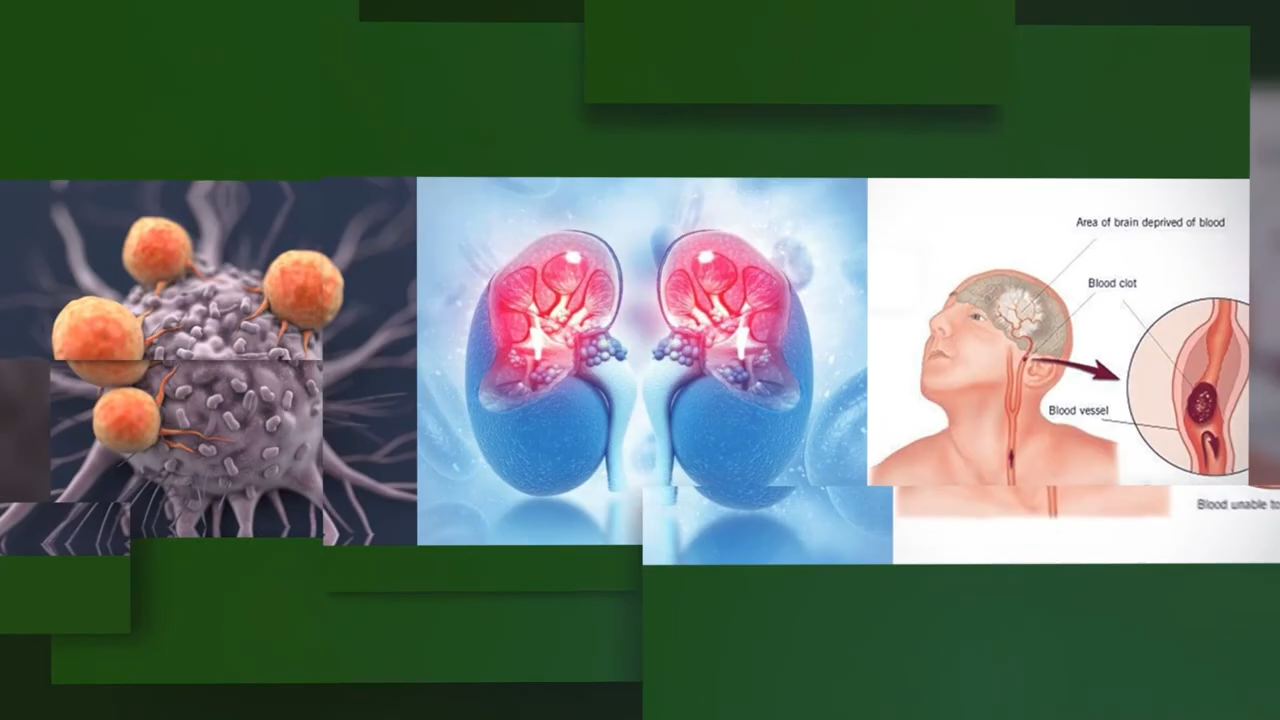 Area of brain deprived of blood
Blood clot
Blood vessel
Blood unable to